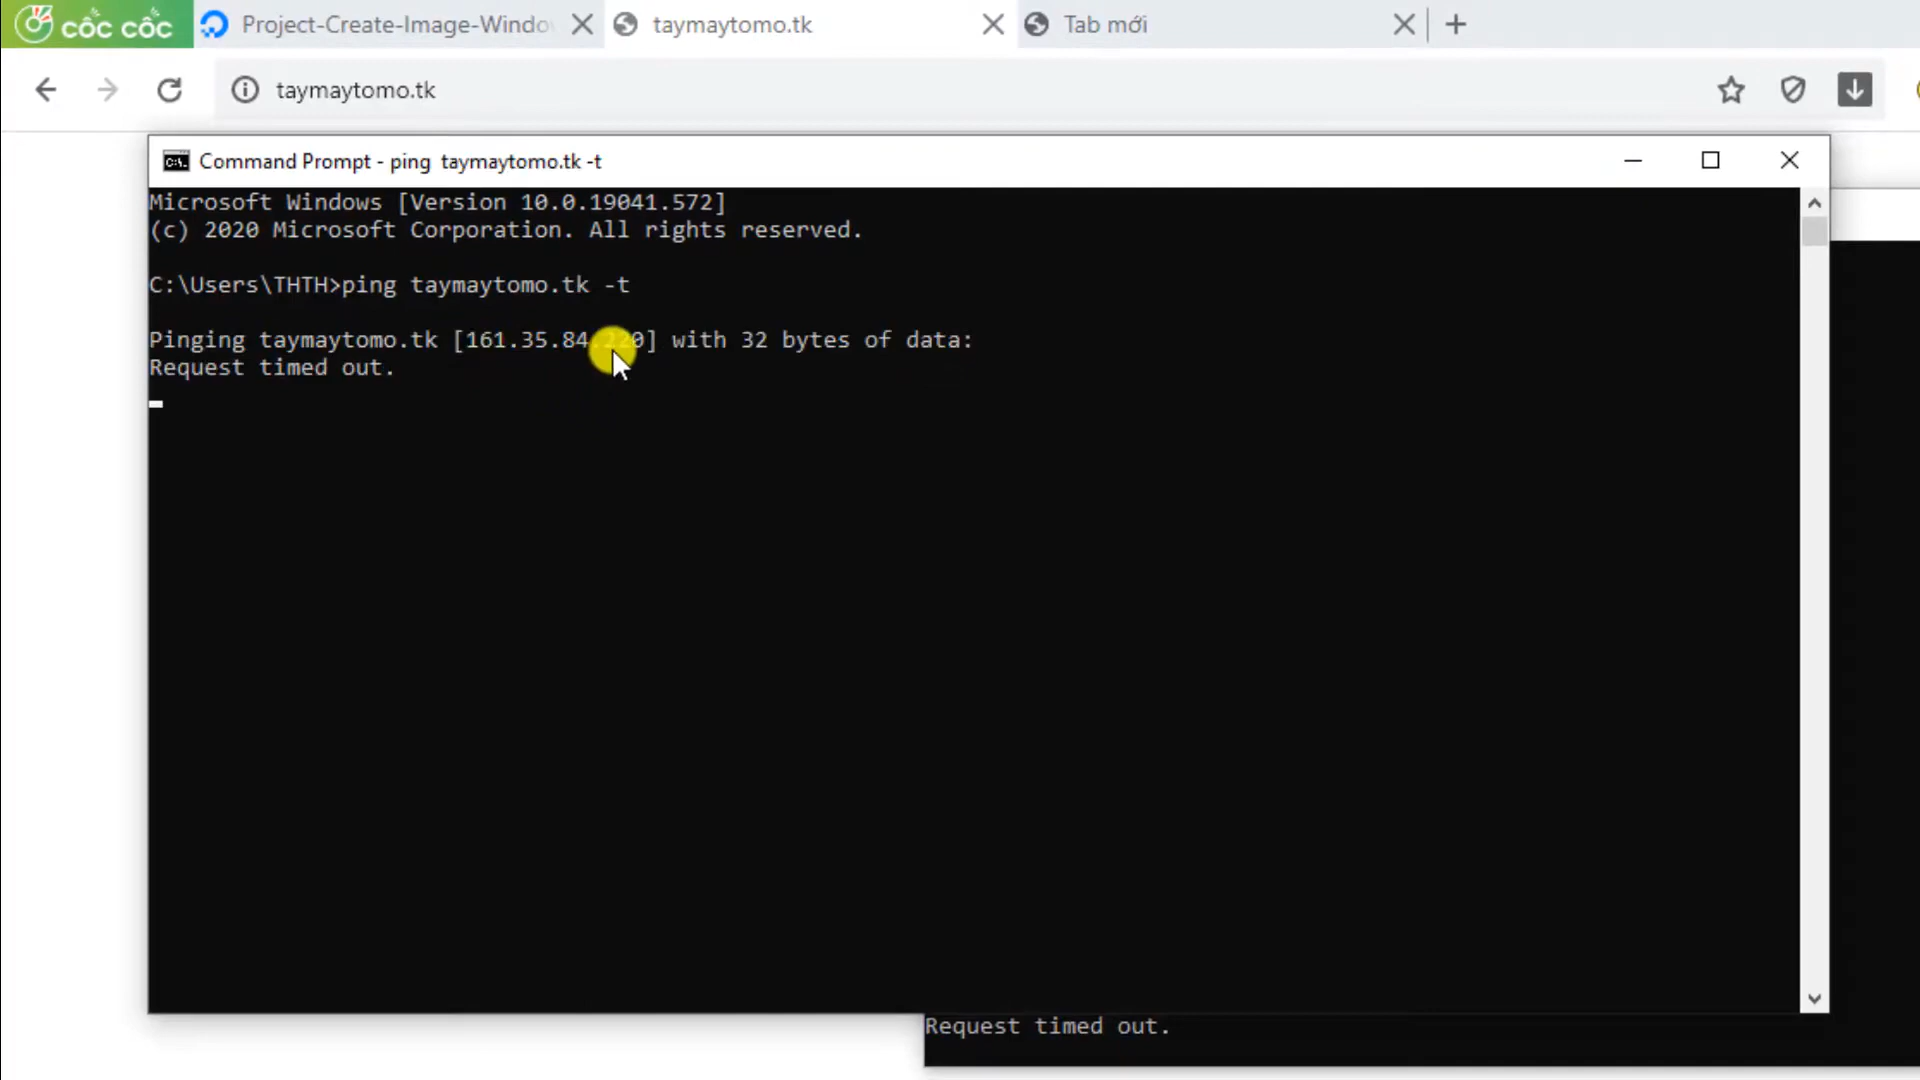 cốc cốc
Project-Create-Image-Windo
taymaytomo.tk
Tab mới
taymaytomo.tk
Command Prompt - ping  taymaytomo.tk -t
Microsoft Windows [Version 10.0.19041.572]
(c) 2020 Microsoft Corporation. All rights reserved.
C:\Users\THTH>ping taymaytomo.tk -t
Pinging taymaytomo.tk [161.35.84.220] with 32 bytes of data:
Request timed out.
Request timed out.